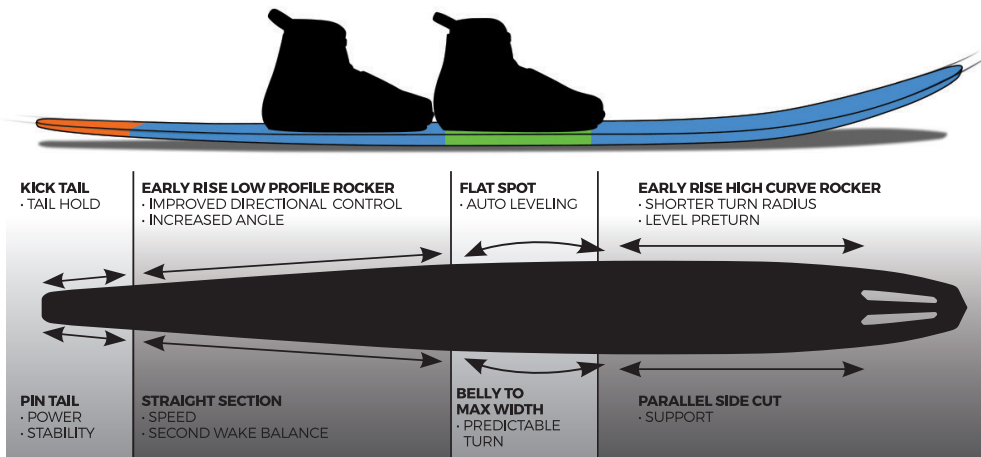 KICK TAIL
· TAIL HOLD
EARLY RISE LOW PROFILE ROCKER
· IMPROVED DIRECTIONAL CONTROL
· INCREASED ANGLE
FLAT SPOT
· AUTO LEVELING
EARLY RISE HIGH CURVE ROCKER
· SHORTER TURN RADIUS
· LEVEL PRETURN
PIN TAIL
· POWER
· STABILITY
STRAIGHT SECTION
· SPEED
· SECOND WAKE BALANCE
BELLY TO
MAX WIDTH
· PREDICTABLE
TURN
PARALLEL SIDE CUT
· SUPPORT